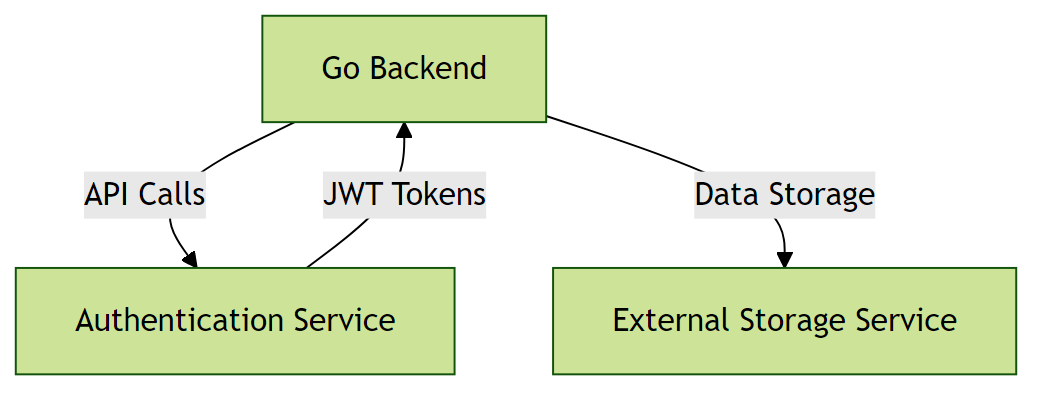 Go Backend
API Calls
JWT Tokens
Data Storage
Authentication Service
External Storage Service